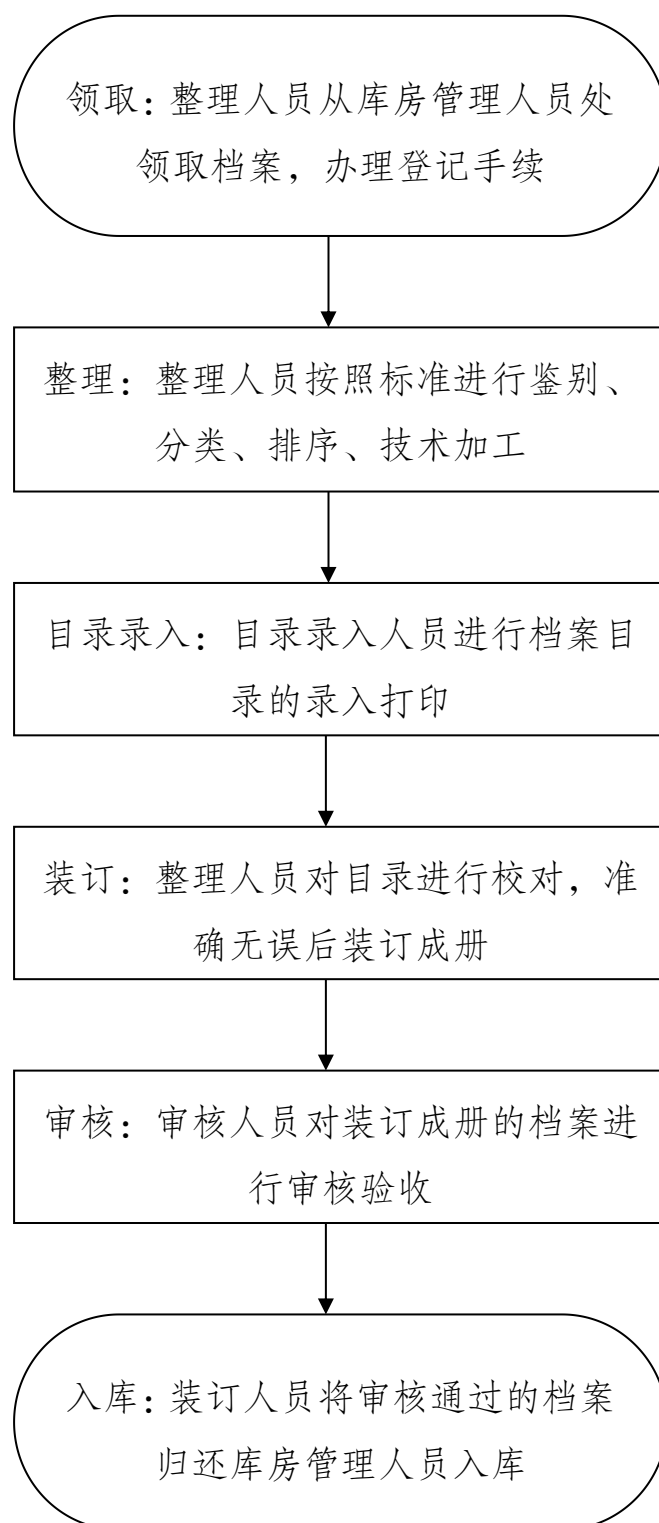 领取：整理人员从库房管理人员处
领取档案，办理登记手续
整理：整理人员按照标准进行鉴别、
分类、排序、技术加工
目录录入：目录录入人员进行档案目
录的录入打印
装订：整理人员对目录进行校对，准
确无误后装订成册
审核：审核人员对装订成册的档案进
行审核验收
入库：装订人员将审核通过的档案
归还库房管理人员入库